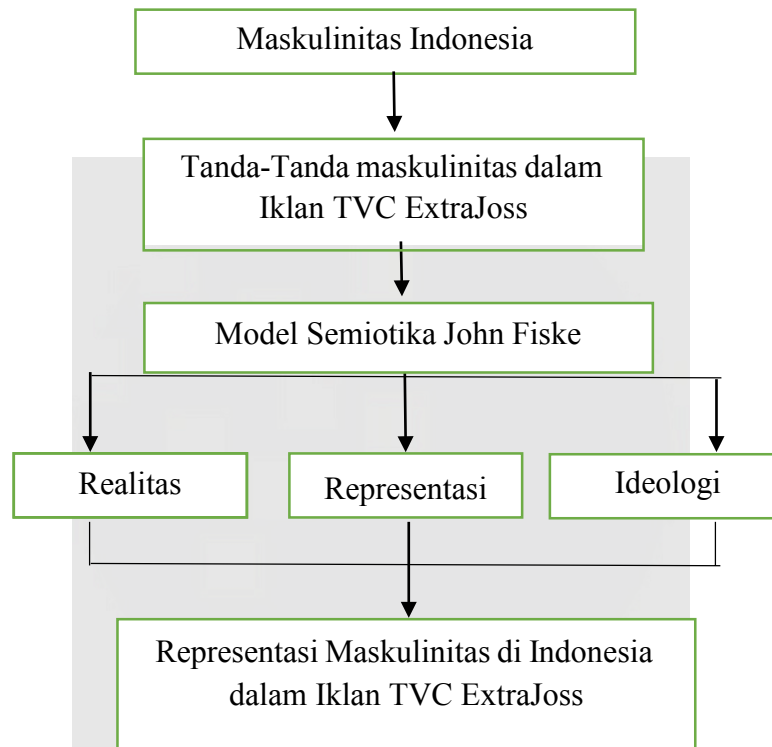 Maskulinitas Indonesia
Tanda-Tanda maskulinitas dalam
Iklan TVC ExtraJoss
Model Semiotika John Fiske
Realitas
Representasi
Ideologi
Representasi Maskulinitas di Indonesia
dalam Iklan TVC ExtraJoss